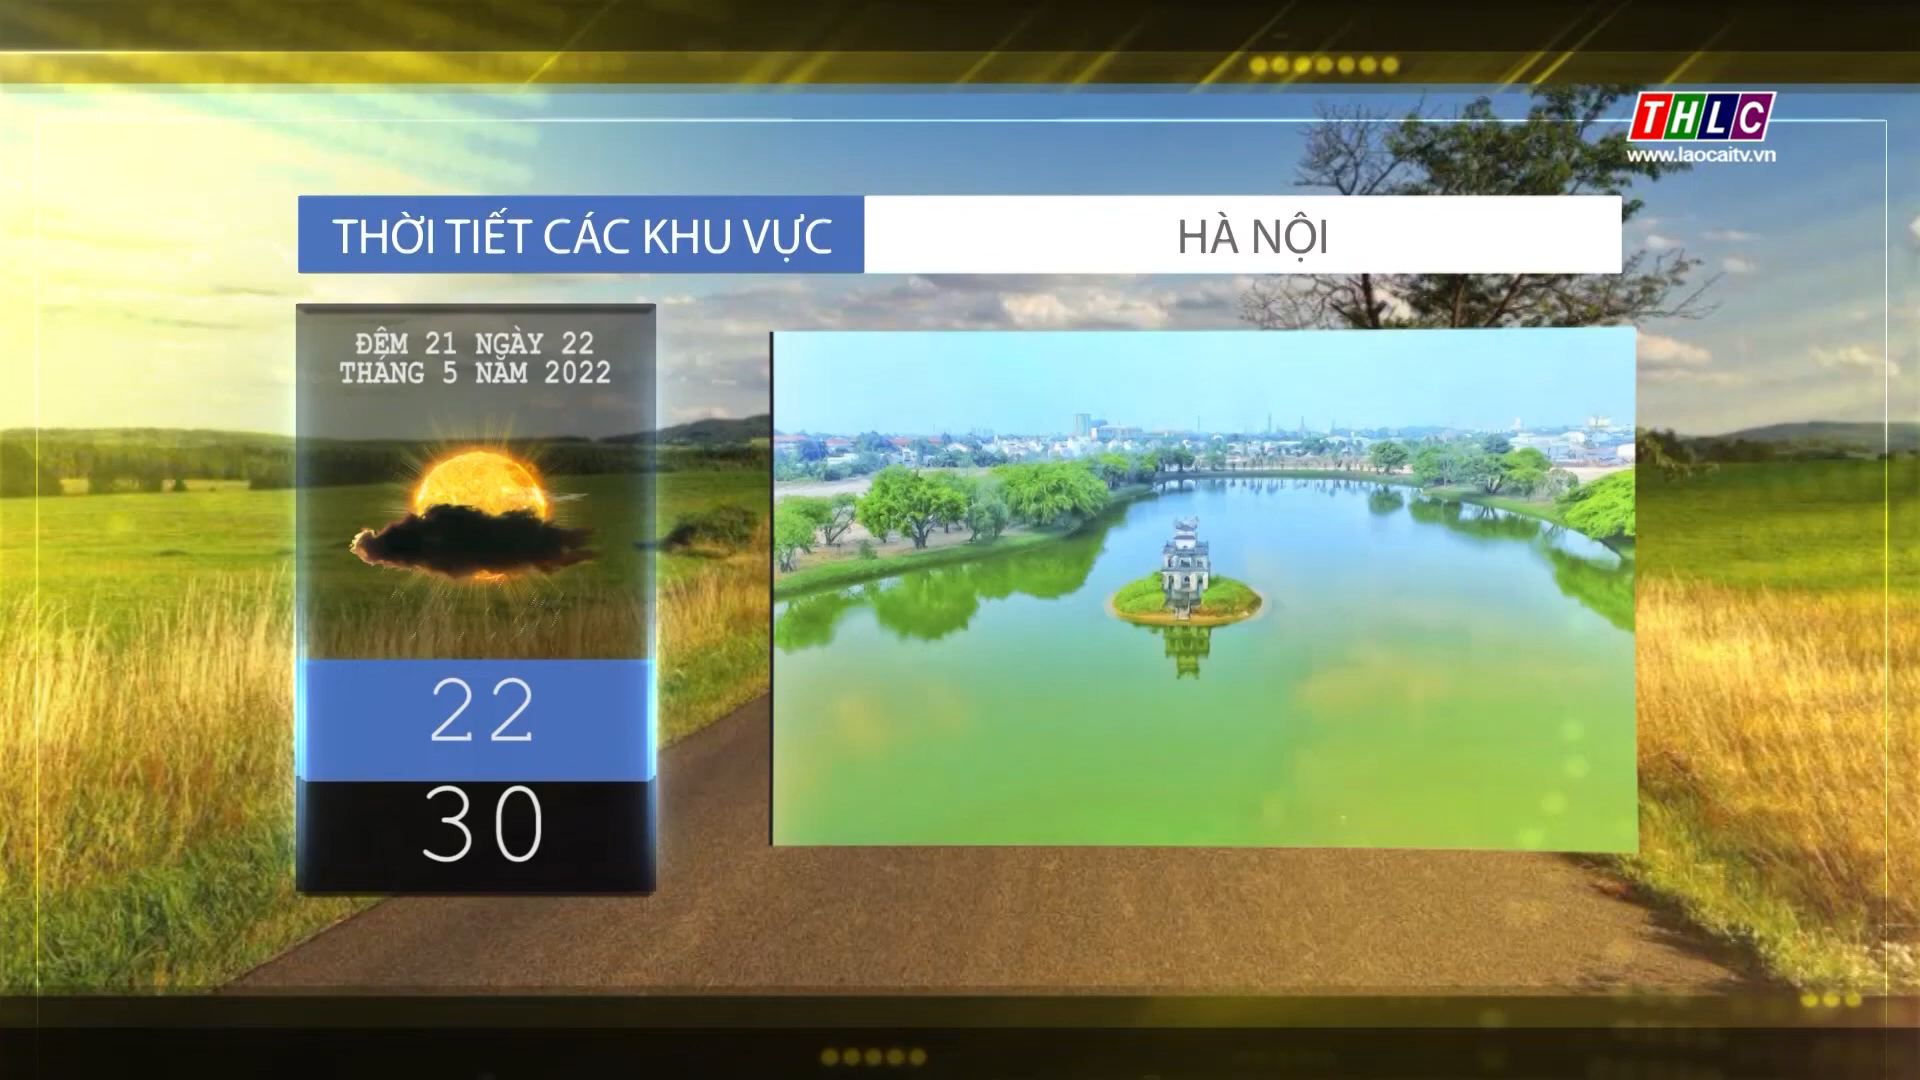 THLC
www.laocaitv.vn
THỜI TIẾT CÁC KHU VỰC
HÀ NỘI
ĐÊM 21 NGÀY 22
THÁNG 5 NĂM 2022
22
30